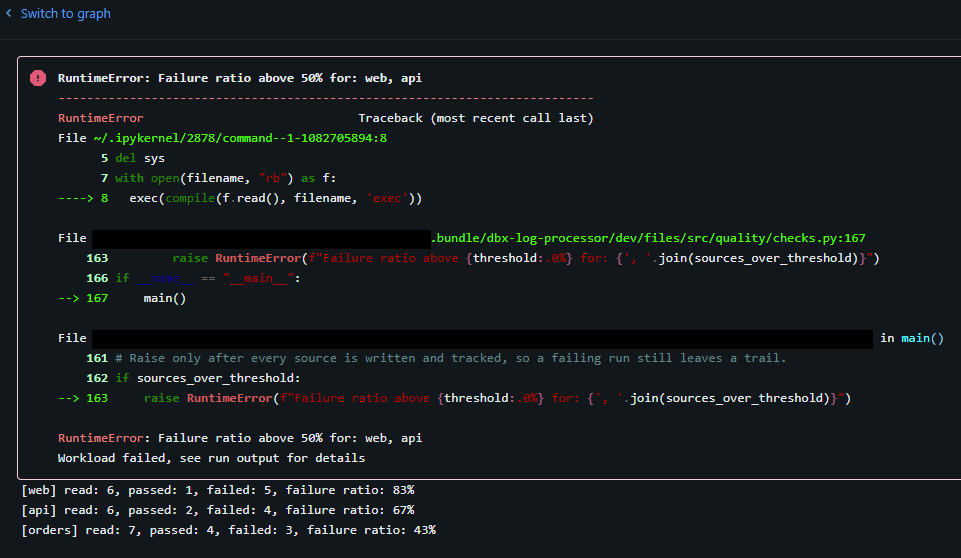 Switch to graph
RuntimeError: Failure ratio above 50% for: web, api
---------------------------------------------------------------------------
RuntimeError                              Traceback (most recent call last)
File ~/.ipykernel/2878/command--1-1082705894:8
      5 del sys
      7 with open(filename, "rb") as f:
----> 8   exec(compile(f.read(), filename, 'exec'))
File .bundle/dbx-log-processor/dev/files/src/quality/checks.py:167
    163         raise RuntimeError(f"Failure ratio above {threshold:.0%} for: {', '.join(sources_over_threshold)}")
    166 if __name__ == "__main__":
--> 167     main()
File in main()
    161 # Raise only after every source is written and tracked, so a failing run still leaves a trail.
    162 if sources_over_threshold:
--> 163     raise RuntimeError(f"Failure ratio above {threshold:.0%} for: {', '.join(sources_over_threshold)}")
RuntimeError: Failure ratio above 50% for: web, api
Workload failed, see run output for details
[web] read: 6, passed: 1, failed: 5, failure ratio: 83%
[api] read: 6, passed: 2, failed: 4, failure ratio: 67%
[orders] read: 7, passed: 4, failed: 3, failure ratio: 43%